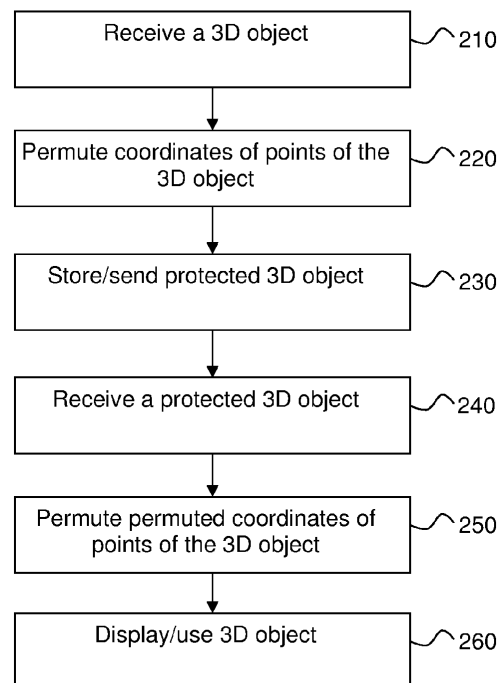 Receive a 3D object
210
Permute coordinates of points of the
3D object
220
Store/send protected 3D object
230
Receive a protected 3D object
240
Permute permuted coordinates of
points of the 3D object
250
Display/use 3D object
260